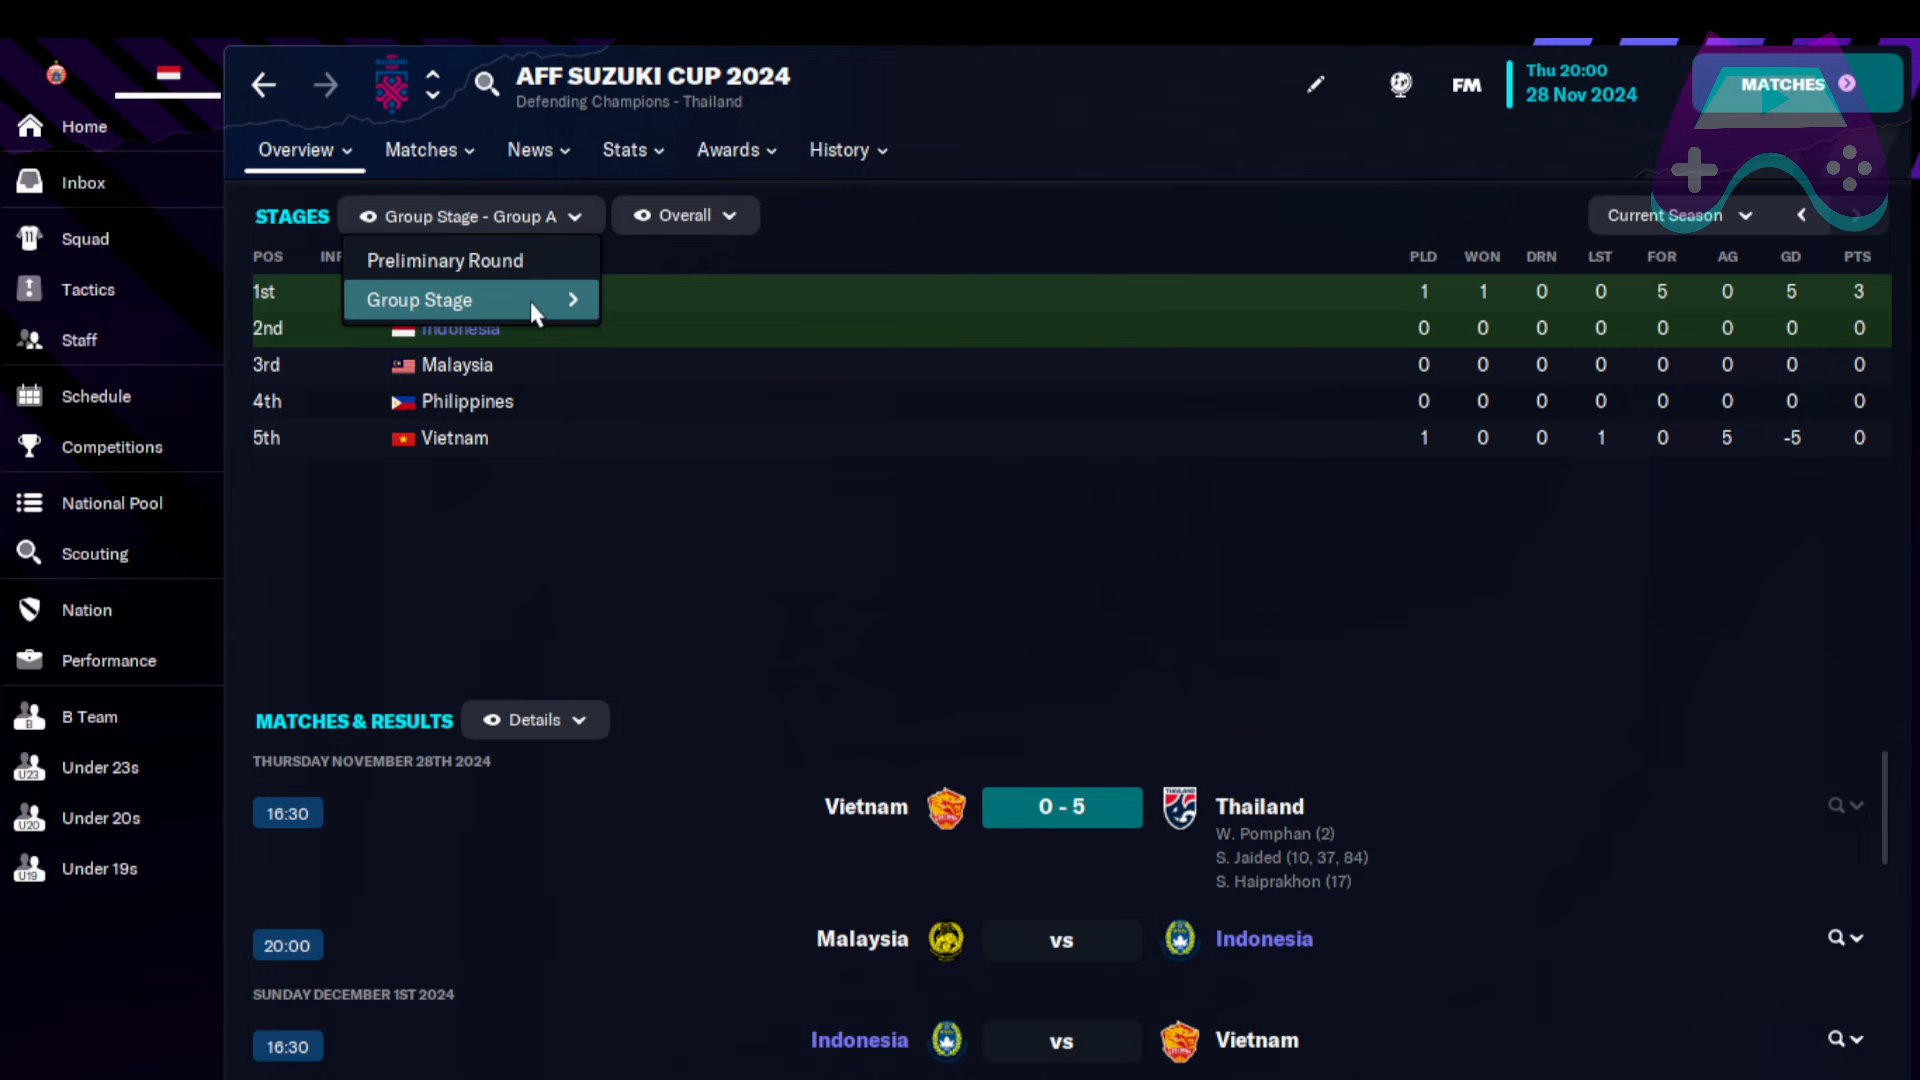 AFF SUZUKI CUP 2024
Defending Champions - Thailand
FM
Thu 20:00
28 Nov 2024
MATCHES
Home
Inbox
Squad
Tactics
Staff
Schedule
Competitions
National Pool
Scouting
Nation
Performance
B Team
Under 23s
Under 20s
Under 19s
Overview Matches News Stats Awards History
STAGES Group Stage - Group A Overall Current Season
Preliminary Round
Group Stage
POS PLD WON DRN LST FOR AG GD PTS
1st 1 1 0 0 5 0 5 3
2nd Indonesia 0 0 0 0 0 0 0 0
3rd Malaysia 0 0 0 0 0 0 0 0
4th Philippines 0 0 0 0 0 0 0 0
5th Vietnam 1 0 0 1 0 5 -5 0
MATCHES & RESULTS Details
THURSDAY NOVEMBER 28TH 2024
16:30 Vietnam 0 - 5 Thailand
W. Pomphan (2)
S. Jaided (10, 37, 84)
S. Haiprakhon (17)
20:00 Malaysia vs Indonesia
SUNDAY DECEMBER 1ST 2024
16:30 Indonesia vs Vietnam